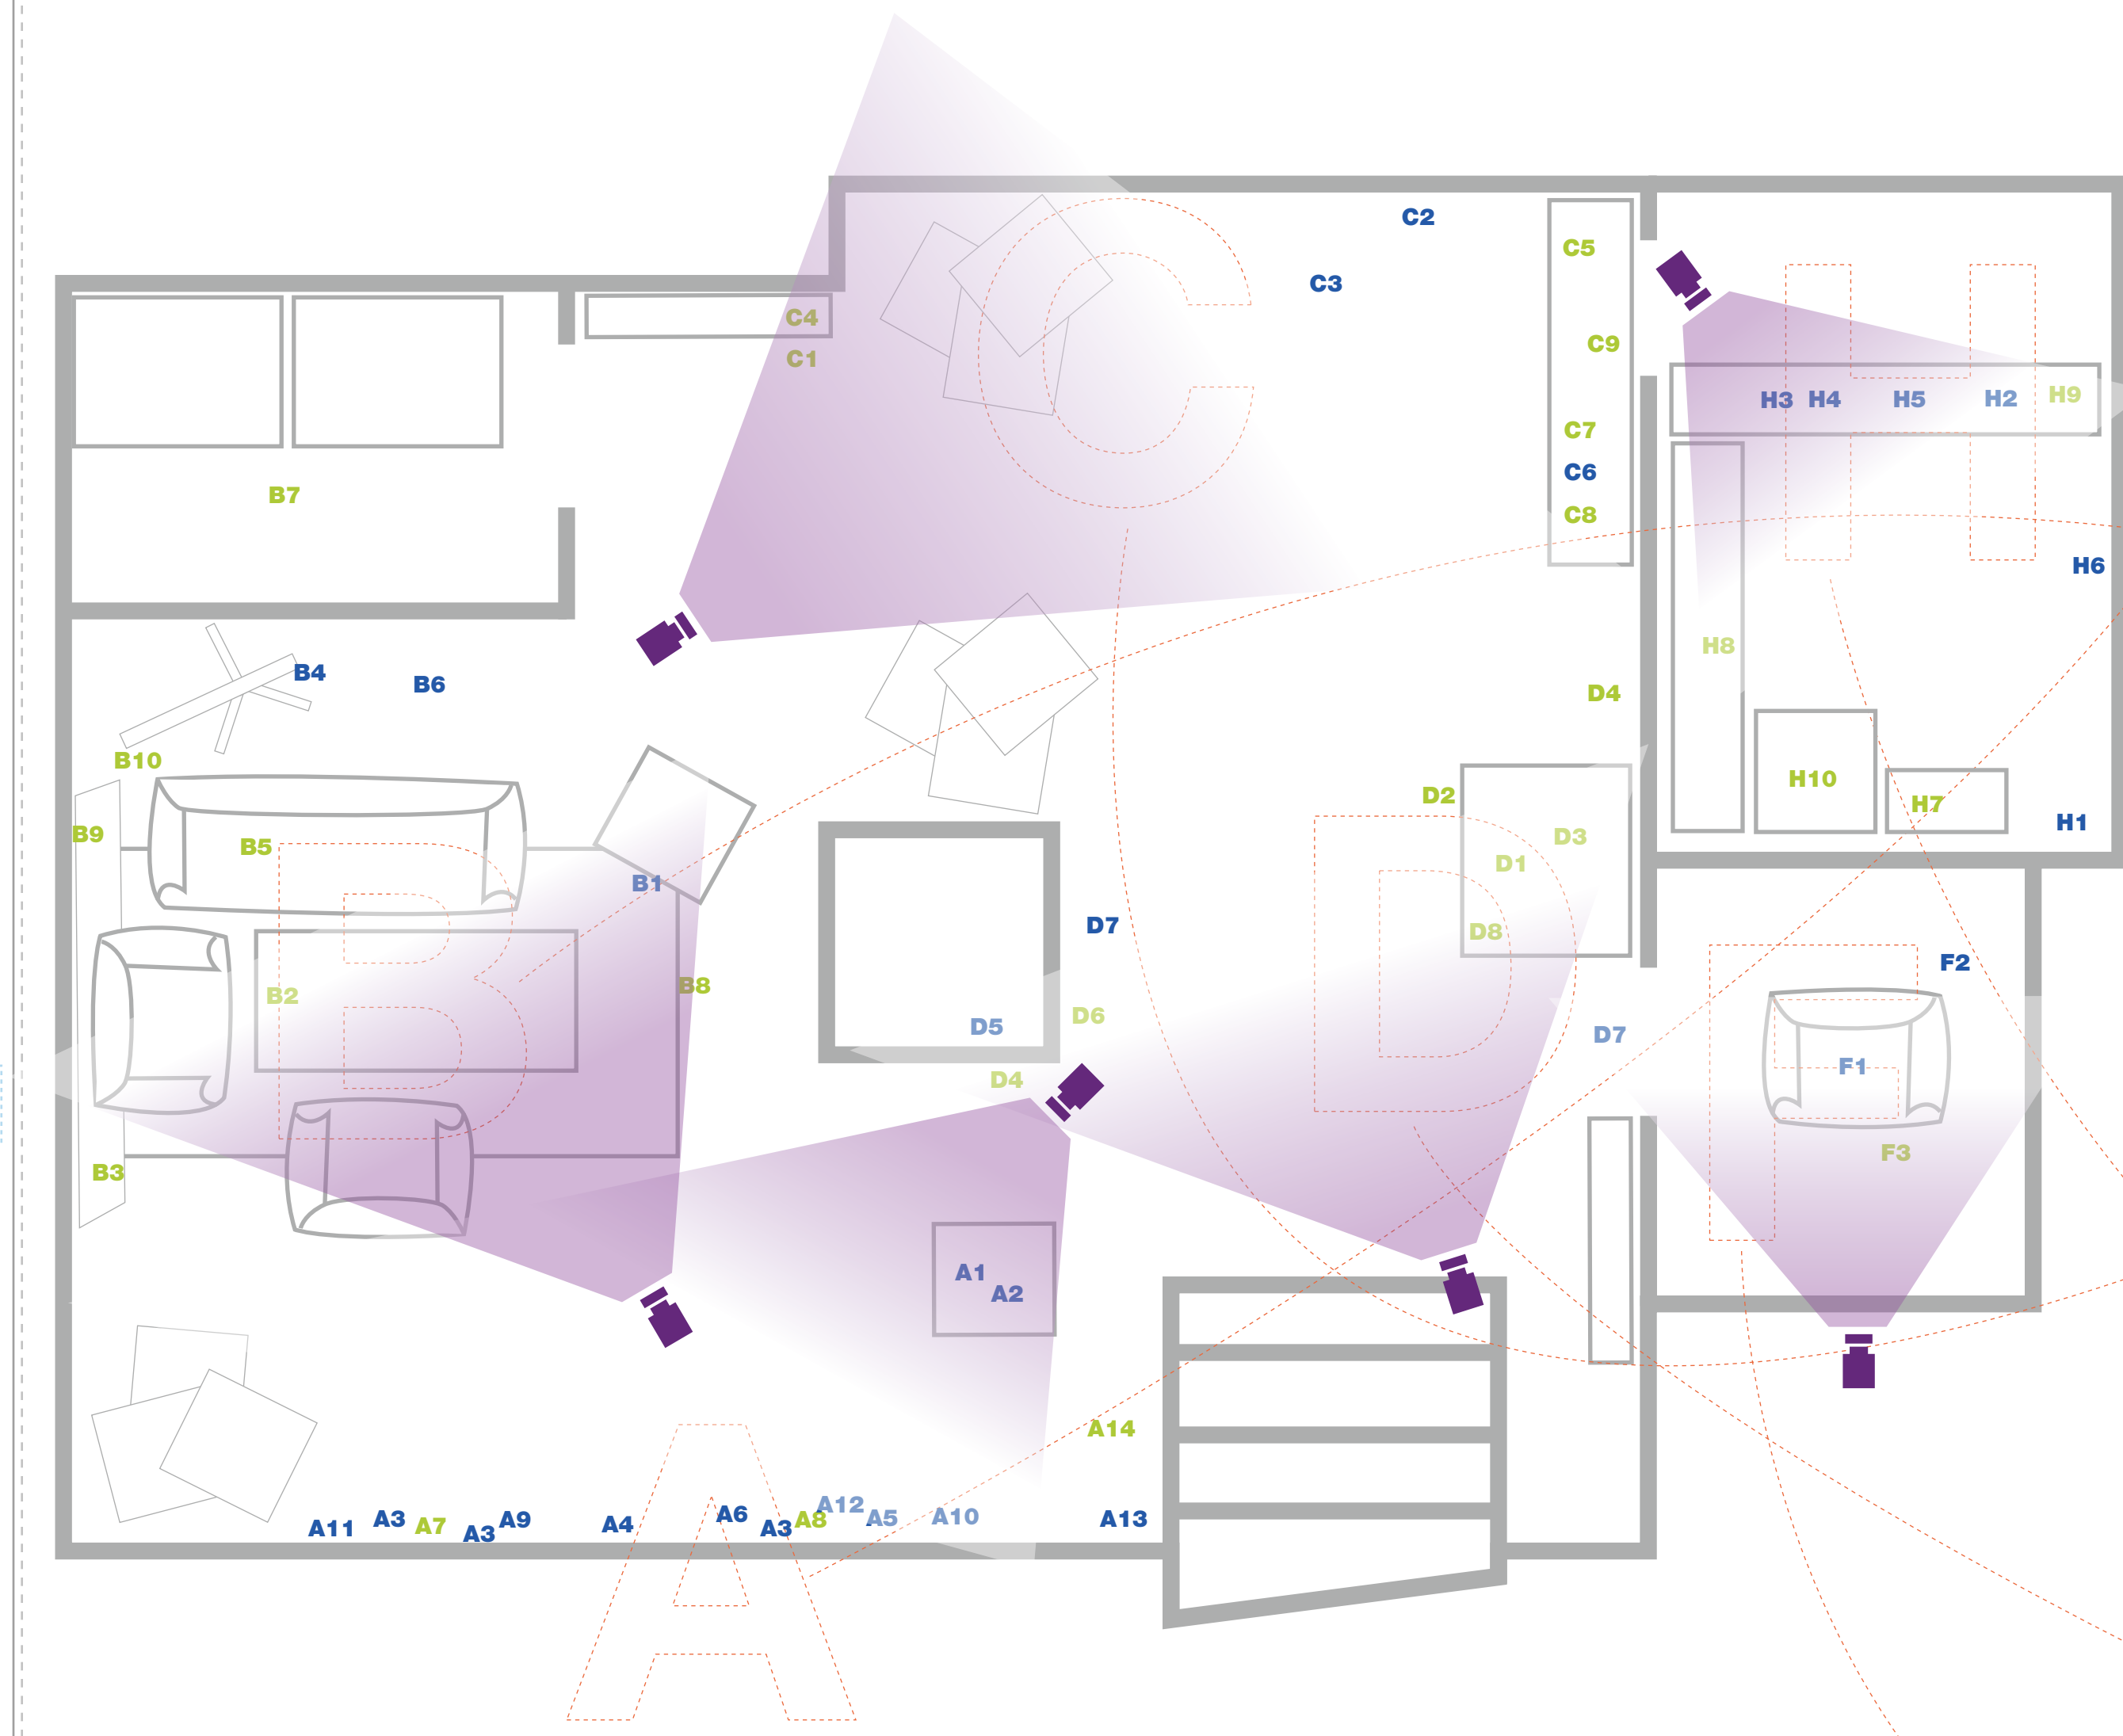 C2
C5
C3
C4
C9
C1
H3 H4 H5 H2 H9
C7
C6
B7
C8
H6
H8
B4
B6
D4
B10
H10
D2
H7
B9
D3
H1
B5
D1
B1
D7
D8
F2
B8
B2
D6
D5
D7
F1
D4
F3
B3
A1
A2
A14
A11 A3 A7 A3 A9 A4 A6 A3 A8 A12 A5 A10 A13
A
B
C
D
F
H